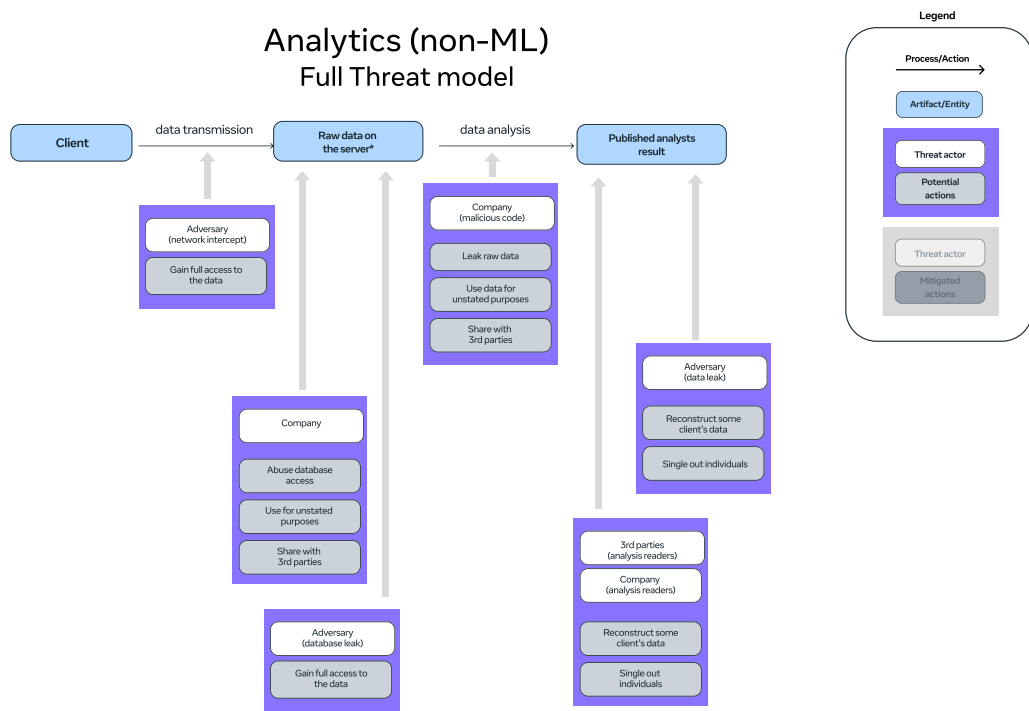 Analytics (non-ML)
Full Threat model
Legend
Process/Action
Artifact/Entity
Threat actor
Potential
actions
Threat actor
Mitigated
actions
Client
data transmission
Raw data on
the server*
data analysis
Published analysts
result
Adversary
(network intercept)
Gain full access to
the data
Company
(malicious code)
Leak raw data
Use data for
unstated purposes
Share with
3rd parties
Adversary
(data leak)
Reconstruct some
client's data
Single out individuals
Company
Abuse database
access
Use for unstated
purposes
Share with
3rd parties
3rd parties
(analysis readers)
Company
(analysis readers)
Reconstruct some
client's data
Single out
individuals
Adversary
(database leak)
Gain full access to
the data